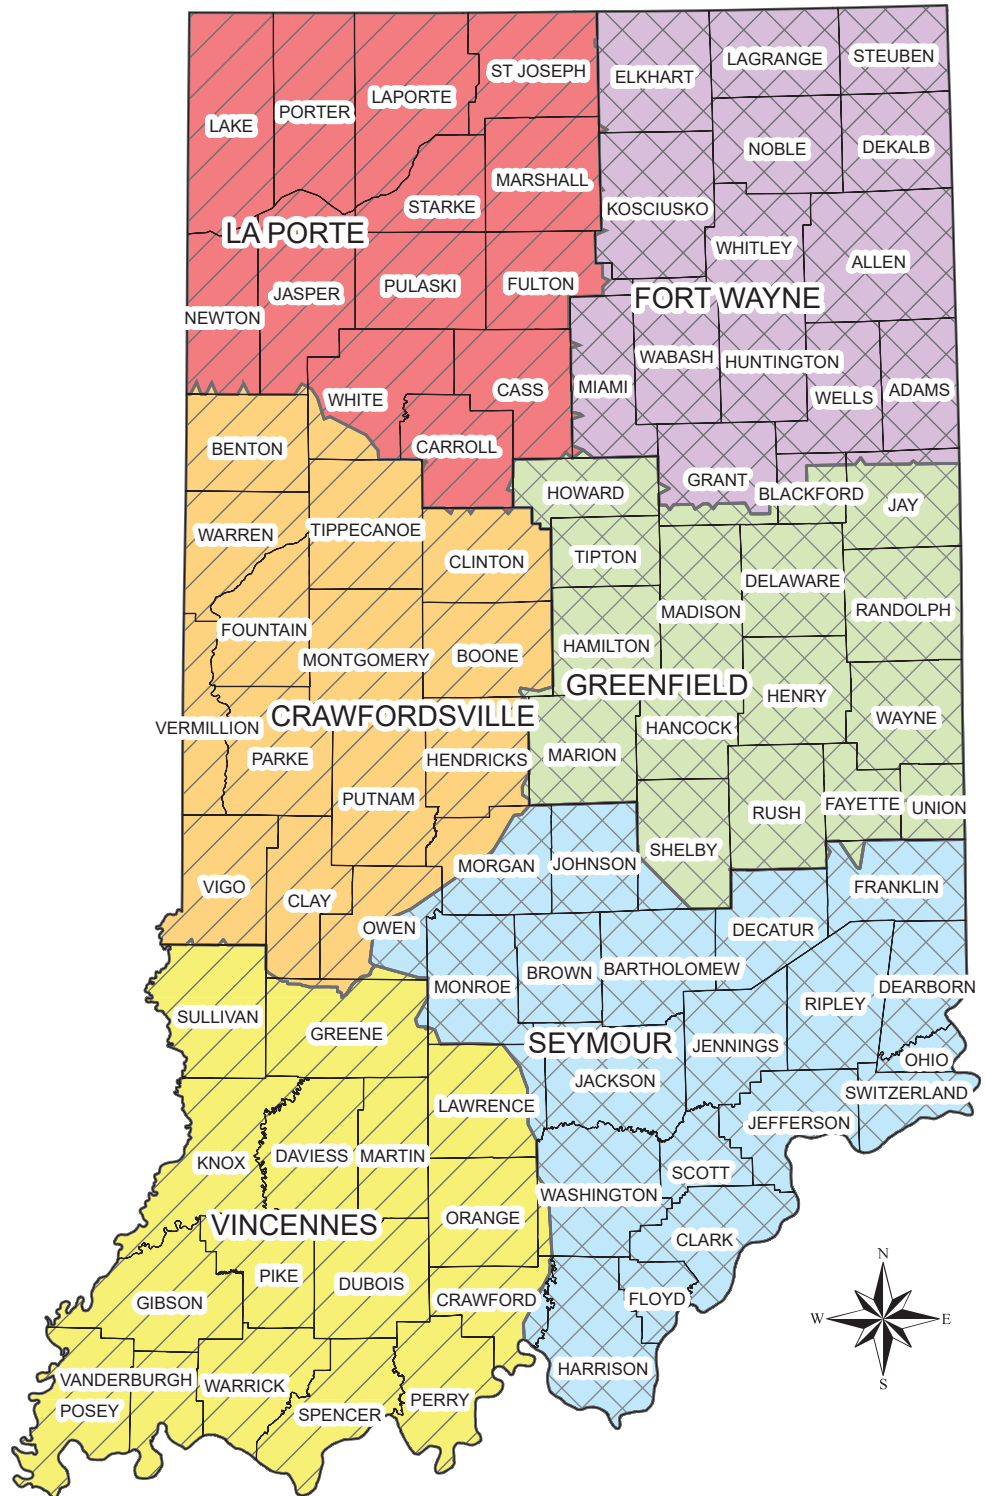 STEUBEN
LAGRANGE
ST JOSEPH
ELKHART
LAPORTE
PORTER
LAKE
NOBLE
DEKALB
MARSHALL
STARKE
KOSCIUSKO
LA PORTE
WHITLEY
ALLEN
PULASKI
FULTON
JASPER
FORT WAYNE
NEWTON
WABASH
HUNTINGTON
MIAMI
CASS
ADAMS
WHITE
WELLS
CARROLL
BENTON
GRANT
HOWARD
BLACKFORD
JAY
TIPPECANOE
WARREN
TIPTON
CLINTON
DELAWARE
RANDOLPH
MADISON
FOUNTAIN
HAMILTON
BOONE
MONTGOMERY
GREENFIELD
HENRY
CRAWFORDSVILLE
WAYNE
VERMILLION
HANCOCK
MARION
PARKE
HENDRICKS
PUTNAM
FAYETTE
UNION
RUSH
SHELBY
MORGAN
JOHNSON
VIGO
FRANKLIN
CLAY
OWEN
DECATUR
BARTHOLOMEW
BROWN
MONROE
DEARBORN
RIPLEY
SULLIVAN
GREENE
SEYMOUR
JENNINGS
OHIO
JACKSON
SWITZERLAND
LAWRENCE
JEFFERSON
DAVIESS
MARTIN
KNOX
SCOTT
WASHINGTON
ORANGE
VINCENNES
CLARK
N
PIKE
DUBOIS
FLOYD
CRAWFORD
GIBSON
W
E
HARRISON
VANDERBURGH
S
WARRICK
PERRY
POSEY
SPENCER